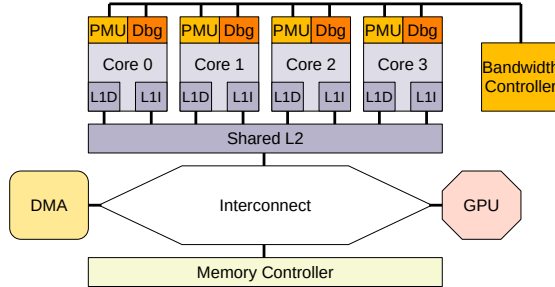 PMU Dbg PMU Dbg PMU Dbg PMU Dbg
Core 0 Core 1 Core 2 Core 3
Bandwidth
Controller
L1D L1I L1D L1I L1D L1I L1D L1I
Shared L2
DMA
Interconnect
GPU
Memory Controller